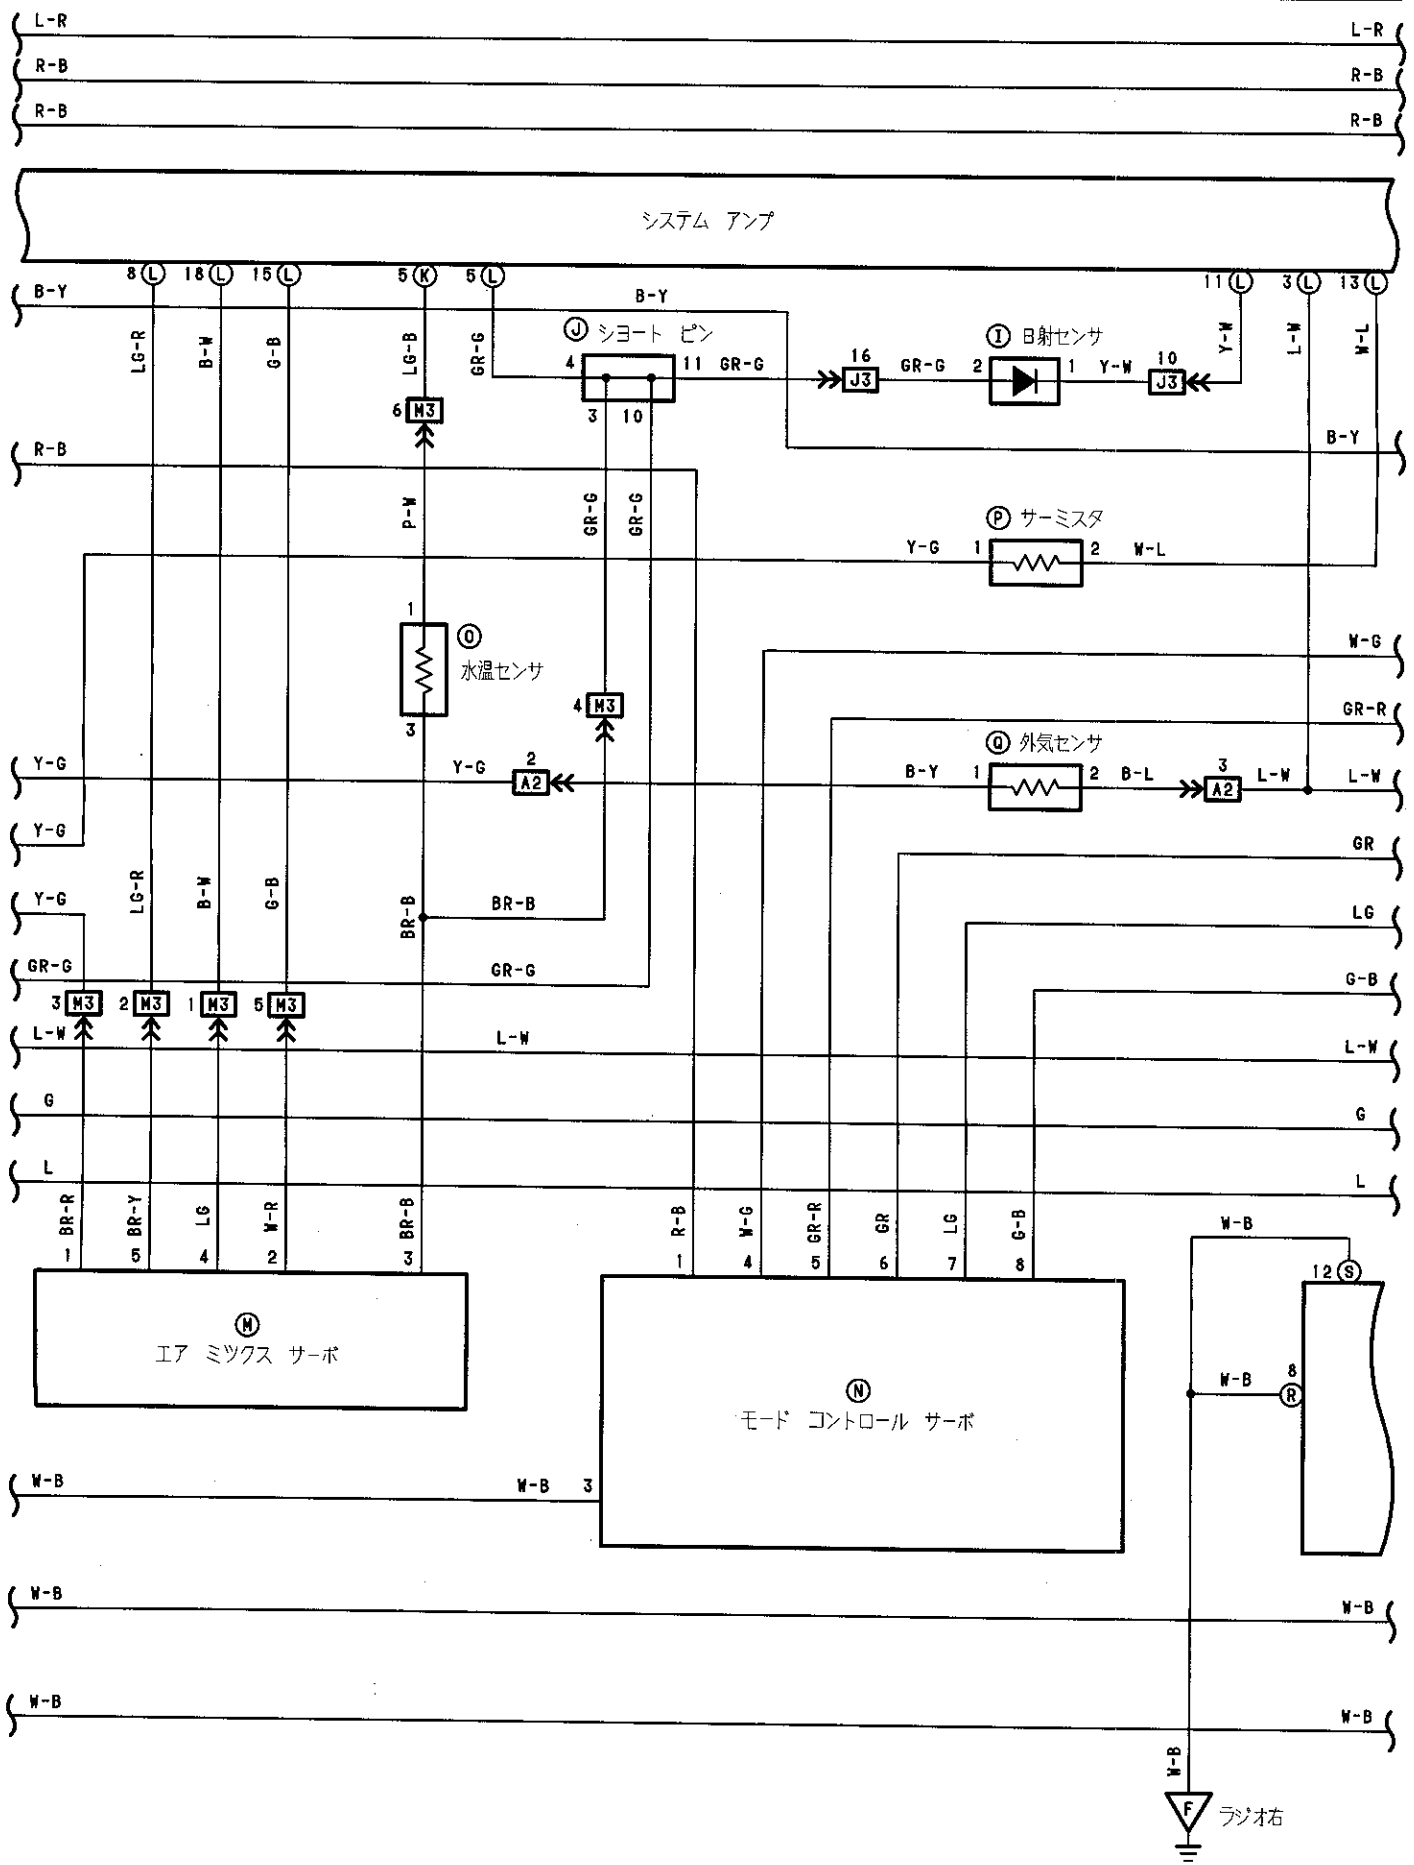 L-R L-R
R-B R-B
R-B R-B
システム アンプ
8 L 18 L 15 L 5 K 5 L 11 L 3 L 13 L
B-Y B-Y
LG-R B-W G-B LG-B GR-G Y-W L-W W-L
J ショート ピン I 日射センサ
4 11 GR-G 16 J3 GR-G 2 1 Y-W 10 J3
6 M3 3 10
R-B B-Y
P-W GR-G GR-G
P サーミスタ
Y-G 1 2 W-L
1
O
水温センサ
3
W-G
4 M3
GR-R
Q 外気センサ
Y-G Y-G 2 A2 B-Y 1 2 B-L 3 A2 L-W L-W
Y-G
GR
LG-R B-W G-B
Y-G BR-B BR-B LG
GR-G GR-G G-B
3 M3 2 M3 1 M3 5 M3
L-W L-W L-W
G G
L L
BR-R BR-Y LG W-R BR-B R-B W-G GR-R GR LG G-B W-B
1 5 4 2 3 1 4 5 6 7 8 12 S
M
エア ミツクス サーボ
N
モード コントロール サーボ
W-B 8 R
W-B W-B 3
W-B W-B
W-B W-B
W-B
F ラジオ右